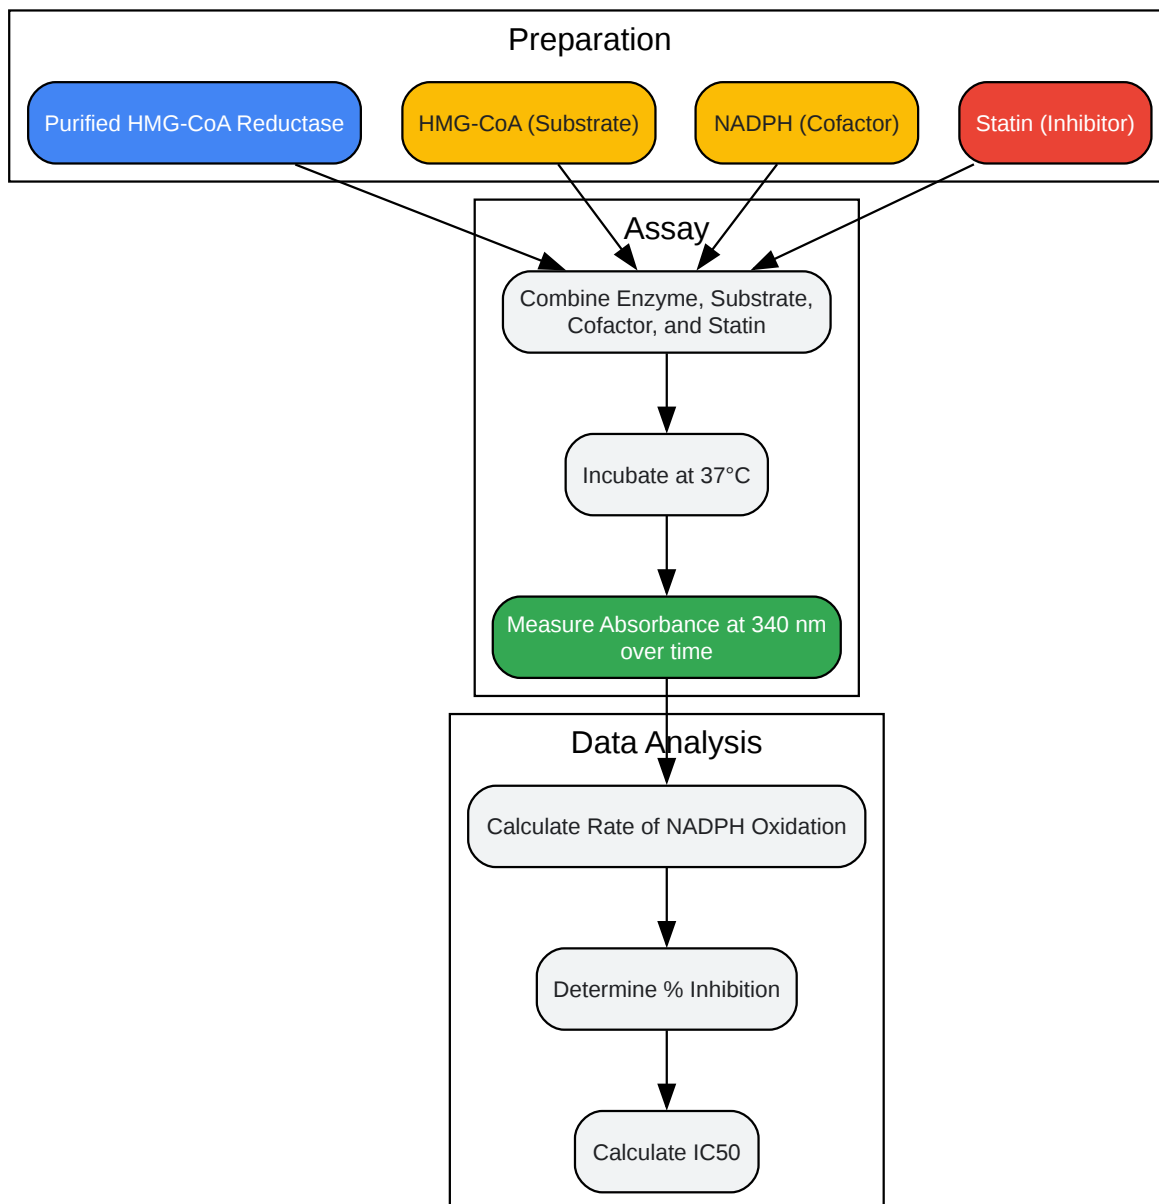 Preparation
Purified HMG-CoA Reductase
HMG-CoA (Substrate)
NADPH (Cofactor)
Statin (Inhibitor)
Assay
Combine Enzyme, Substrate,
Cofactor, and Statin
Incubate at 37°C
Measure Absorbance at 340 nm
over time
Data Analysis
Calculate Rate of NADPH Oxidation
Determine % Inhibition
Calculate IC50